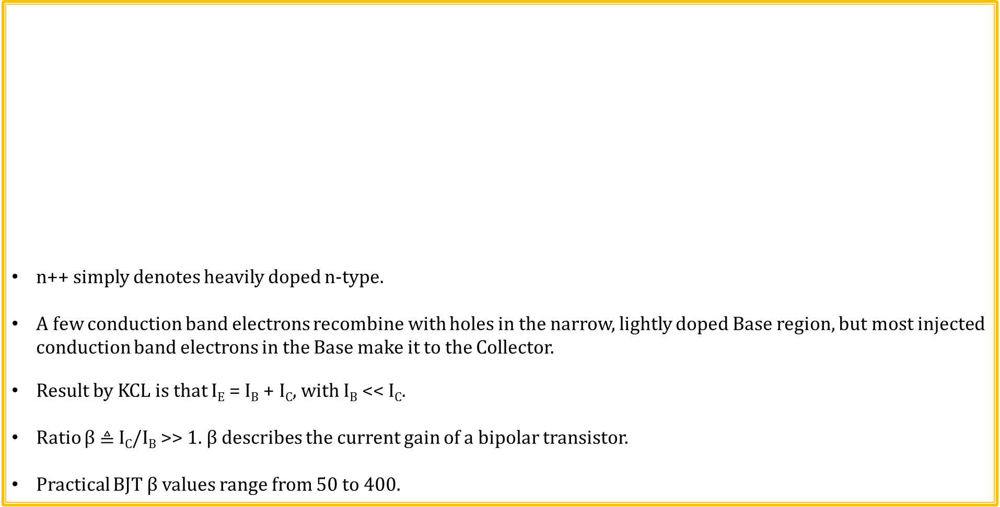 • n++ simply denotes heavily doped n-type.
• A few conduction band electrons recombine with holes in the narrow, lightly doped Base region, but most injected
conduction band electrons in the Base make it to the Collector.
• Result by KCL is that I_E = I_B + I_C, with I_B << I_C.
• Ratio β ≜ I_C/I_B >> 1. β describes the current gain of a bipolar transistor.
• Practical BJT β values range from 50 to 400.